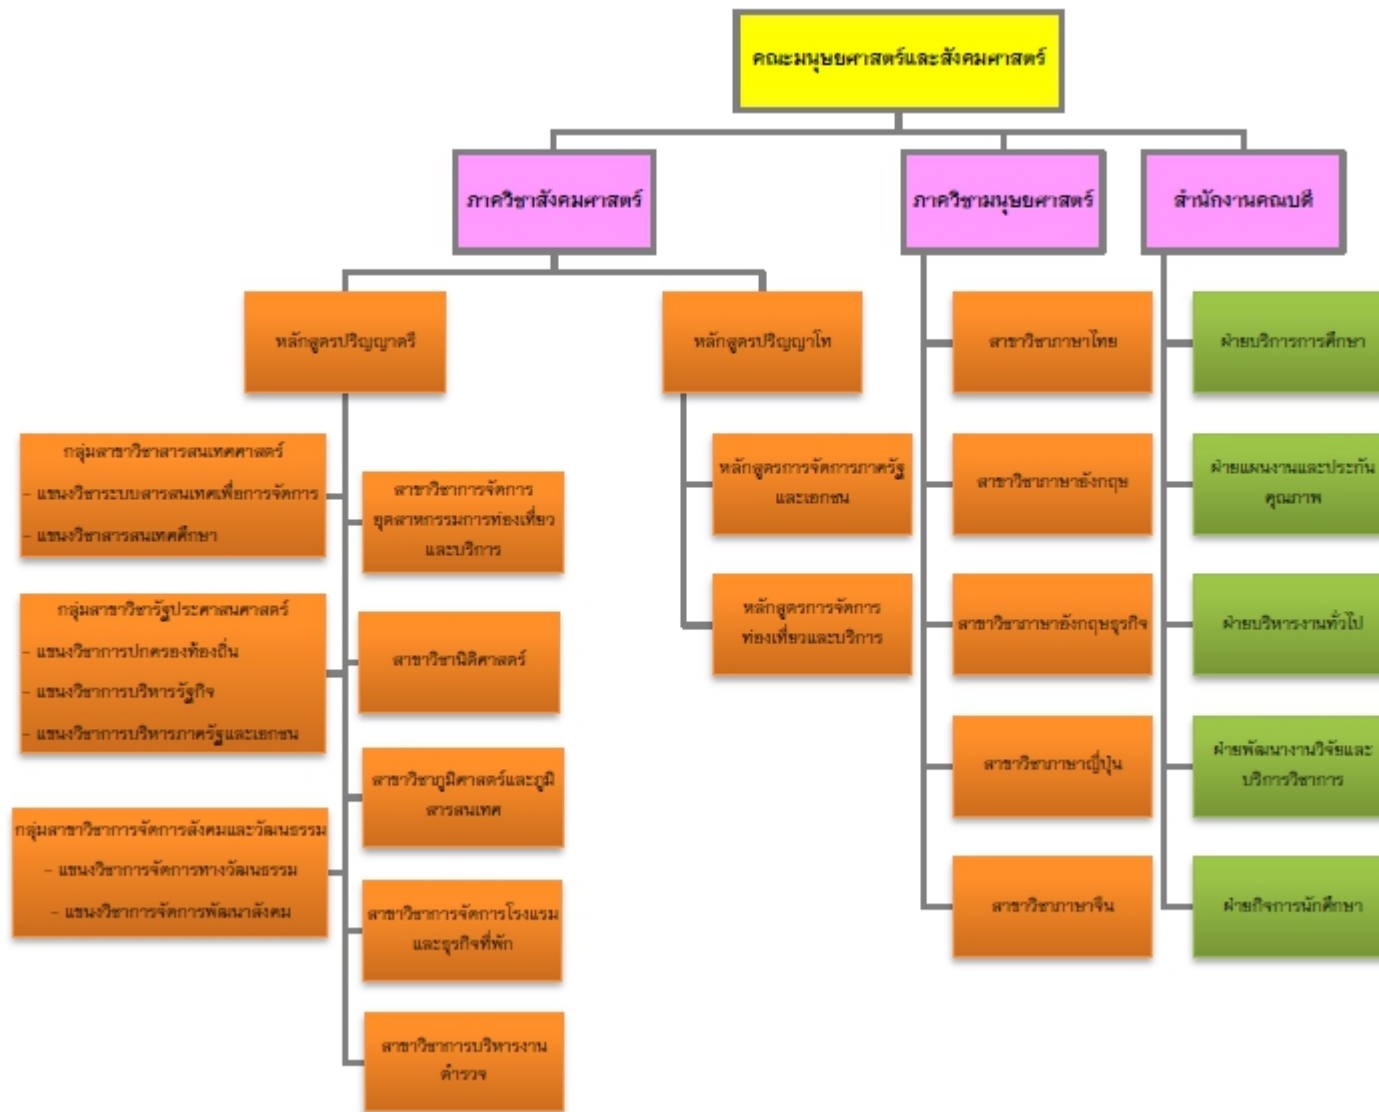 คณะมนุษยศาสตร์และสังคมศาสตร์
ภาควิชาสังคมศาสตร์
ภาควิชามนุษยศาสตร์
สำนักงานคณบดี
หลักสูตรปริญญาตรี
หลักสูตรปริญญาโท
สาขาวิชาภาษาไทย
ฝ่ายบริการการศึกษา
กลุ่มสาขาวิชาสารสนเทศศาสตร์
- แขนงวิชาระบบสารสนเทศเพื่อการจัดการ
- แขนงวิชาสารสนเทศศึกษา
สาขาวิชาการจัดการ
อุตสาหกรรมการท่องเที่ยว
และบริการ
หลักสูตรการจัดการภาครัฐ
และเอกชน
สาขาวิชาภาษาอังกฤษ
ฝ่ายแผนงานและประกัน
คุณภาพ
กลุ่มสาขาวิชารัฐประศาสนศาสตร์
- แขนงวิชาการปกครองท้องถิ่น
- แขนงวิชาการบริหารรัฐกิจ
- แขนงวิชาการบริหารภาครัฐและเอกชน
สาขาวิชานิติศาสตร์
หลักสูตรการจัดการ
ท่องเที่ยวและบริการ
สาขาวิชาภาษาอังกฤษธุรกิจ
ฝ่ายบริหารงานทั่วไป
สาขาวิชาภูมิศาสตร์และภูมิ
สารสนเทศ
สาขาวิชาภาษาญี่ปุ่น
ฝ่ายพัฒนางานวิจัยและ
บริการวิชาการ
กลุ่มสาขาวิชาการจัดการสังคมและวัฒนธรรม
- แขนงวิชาการจัดการทางวัฒนธรรม
- แขนงวิชาการจัดการพัฒนาสังคม
สาขาวิชาการจัดการโรงแรม
และธุรกิจที่พัก
สาขาวิชาภาษาจีน
ฝ่ายกิจการนักศึกษา
สาขาวิชาการบริหารงาน
ตำรวจ